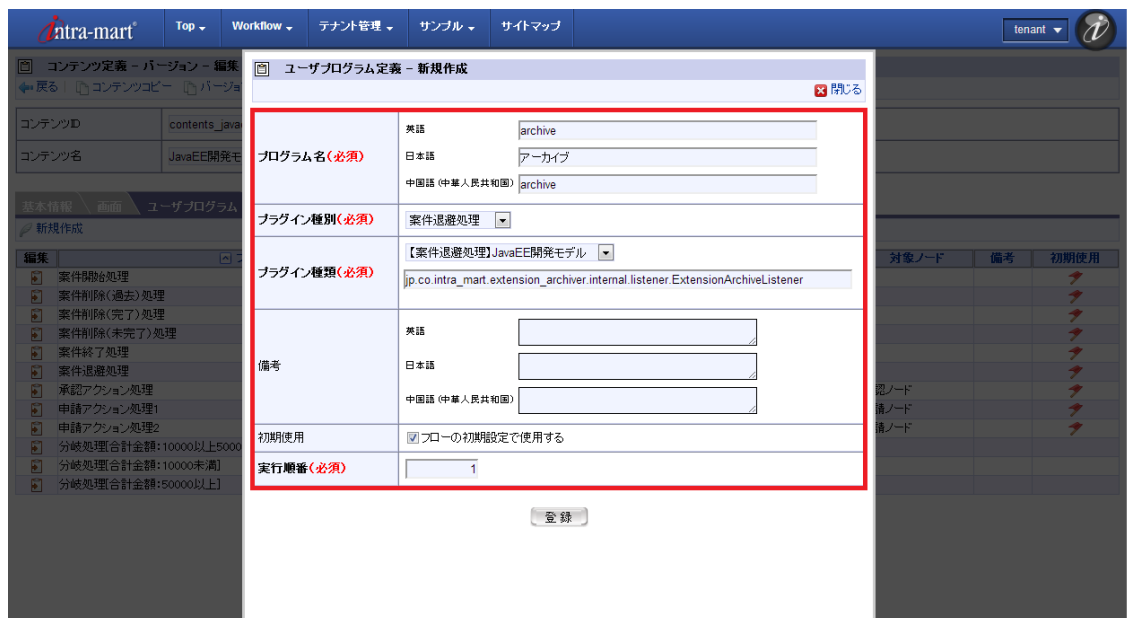 intra-mart
Top
Workflow
テナント管理
サンプル
サイトマップ
tenant
コンテンツ定義 - バージョン - 編集
戻る
コンテンツコピー
バージョ
コンテンツID
contents_java
コンテンツ名
JavaEE開発モ
基本情報
画面
ユーザプログラム
新規作成
編集
対象ノード
備考
初期使用
案件開始処理
案件削除(過去)処理
案件削除(完了)処理
案件削除(未完了)処理
案件終了処理
案件退避処理
承認アクション処理
認ノード
申請アクション処理1
請ノード
申請アクション処理2
請ノード
分岐処理[合計金額:10000以上5000
分岐処理[合計金額:10000未満]
分岐処理[合計金額:50000以上]
ユーザプログラム定義 - 新規作成
閉じる
プログラム名(必須)
英語
archive
日本語
アーカイブ
中国語 (中華人民共和国)
archive
プラグイン種別(必須)
案件退避処理
プラグイン種類(必須)
【案件退避処理】JavaEE開発モデル
jp.co.intra_mart.extension_archiver.internal.listener.ExtensionArchiveListener
備考
英語
日本語
中国語 (中華人民共和国)
初期使用
フローの初期設定で使用する
実行順番(必須)
1
登録